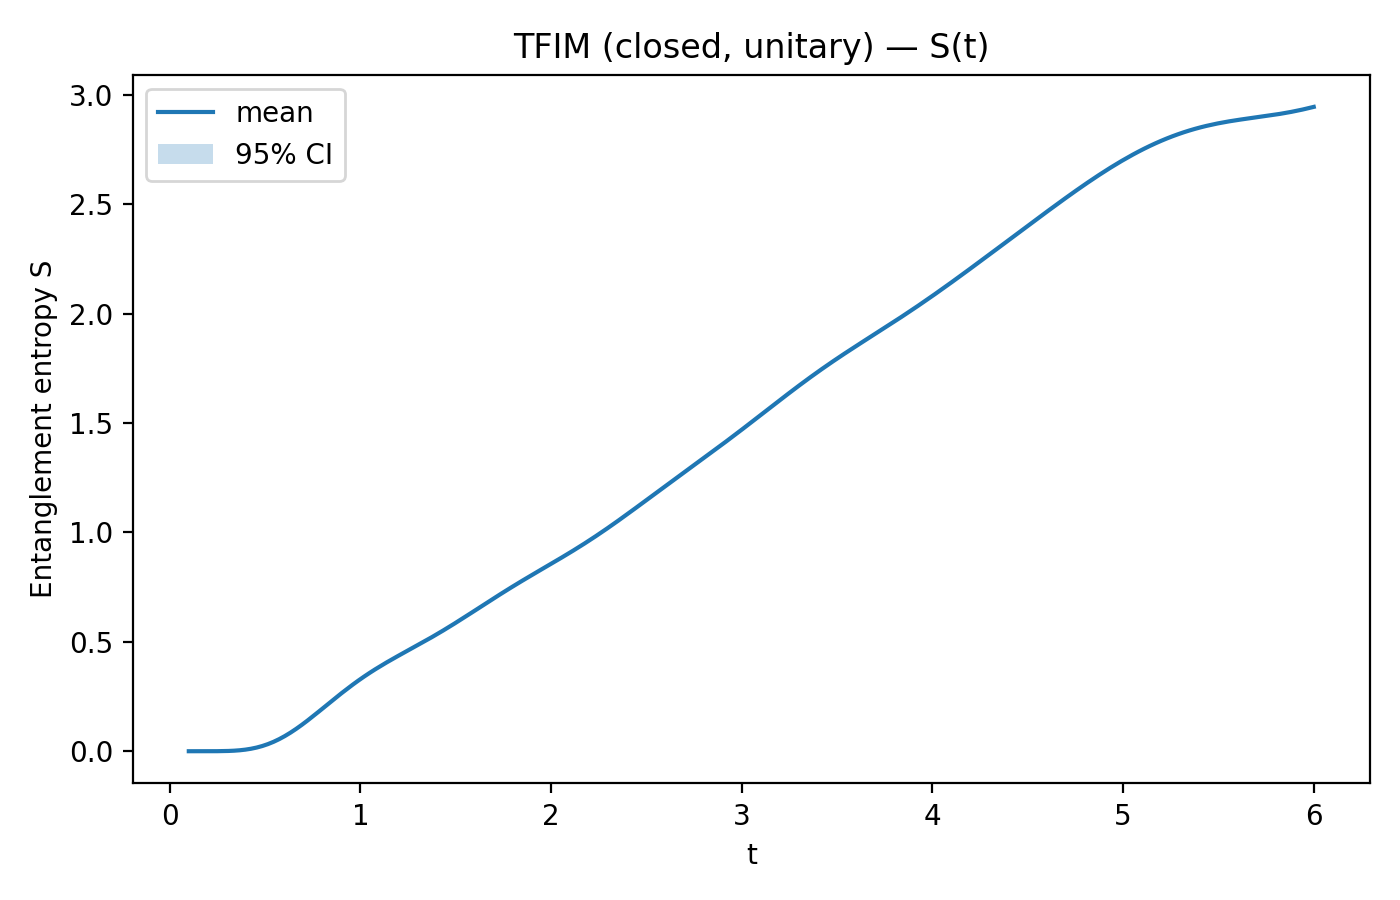 TFIM (closed, unitary) — S(t)
mean
95% CI
3.0
2.5
2.0
1.5
1.0
0.5
0.0
Entanglement entropy S
0
1
2
3
4
5
6
t